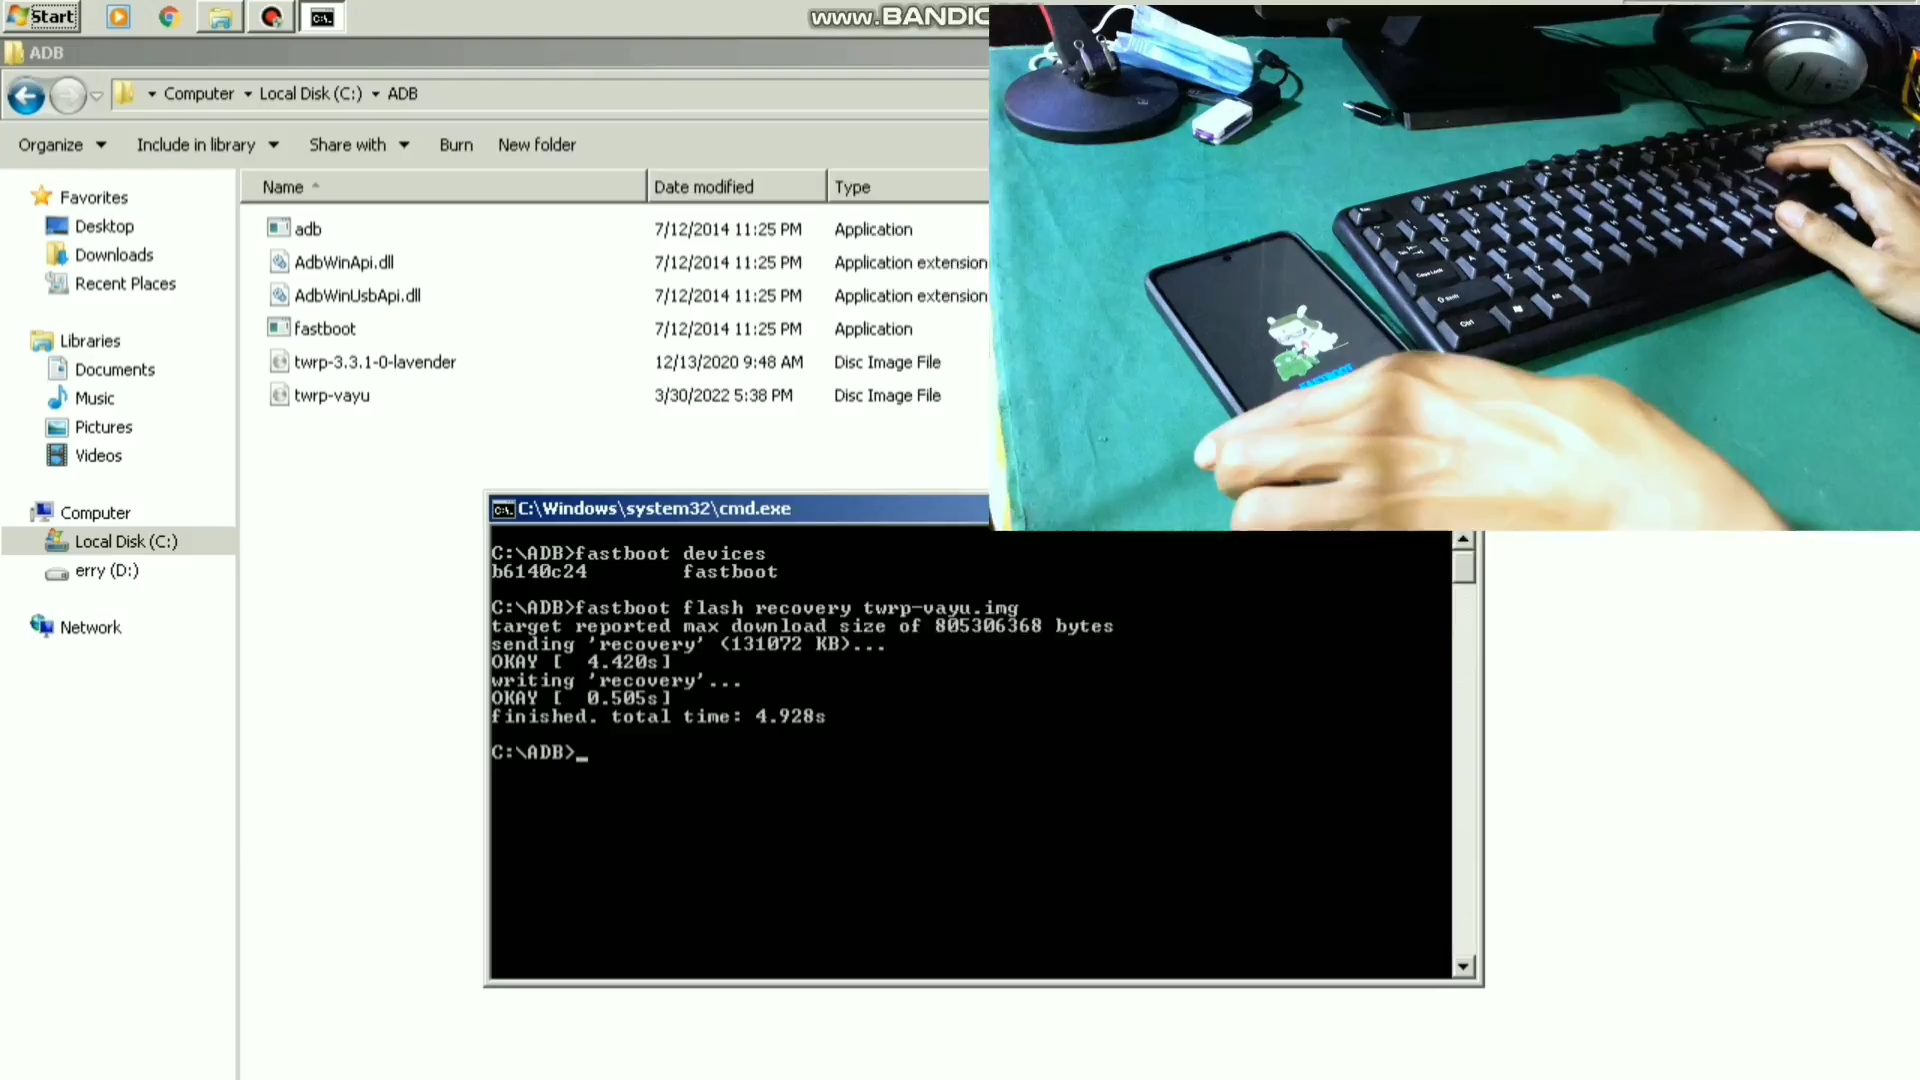 Start
www.BANDIC
ADB
Computer Local Disk (C:) ADB
Organize Include in library Share with Burn New folder
Name Date modified Type
Favorites
Desktop
Downloads
Recent Places
Libraries
Documents
Music
Pictures
Videos
Computer
Local Disk (C:)
erry (D:)
Network
adb 7/12/2014 11:25 PM Application
AdbWinApi.dll 7/12/2014 11:25 PM Application extension
AdbWinUsbApi.dll 7/12/2014 11:25 PM Application extension
fastboot 7/12/2014 11:25 PM Application
twrp-3.3.1-0-lavender 12/13/2020 9:48 AM Disc Image File
twrp-vayu 3/30/2022 5:38 PM Disc Image File
C:\Windows\system32\cmd.exe
C:\ADB>fastboot devices
b6140c24 fastboot
C:\ADB>fastboot flash recovery twrp-vayu.img
target reported max download size of 805306368 bytes
sending 'recovery' (131072 KB)...
OKAY [ 4.420s]
writing 'recovery'...
OKAY [ 0.505s]
finished. total time: 4.928s
C:\ADB>_